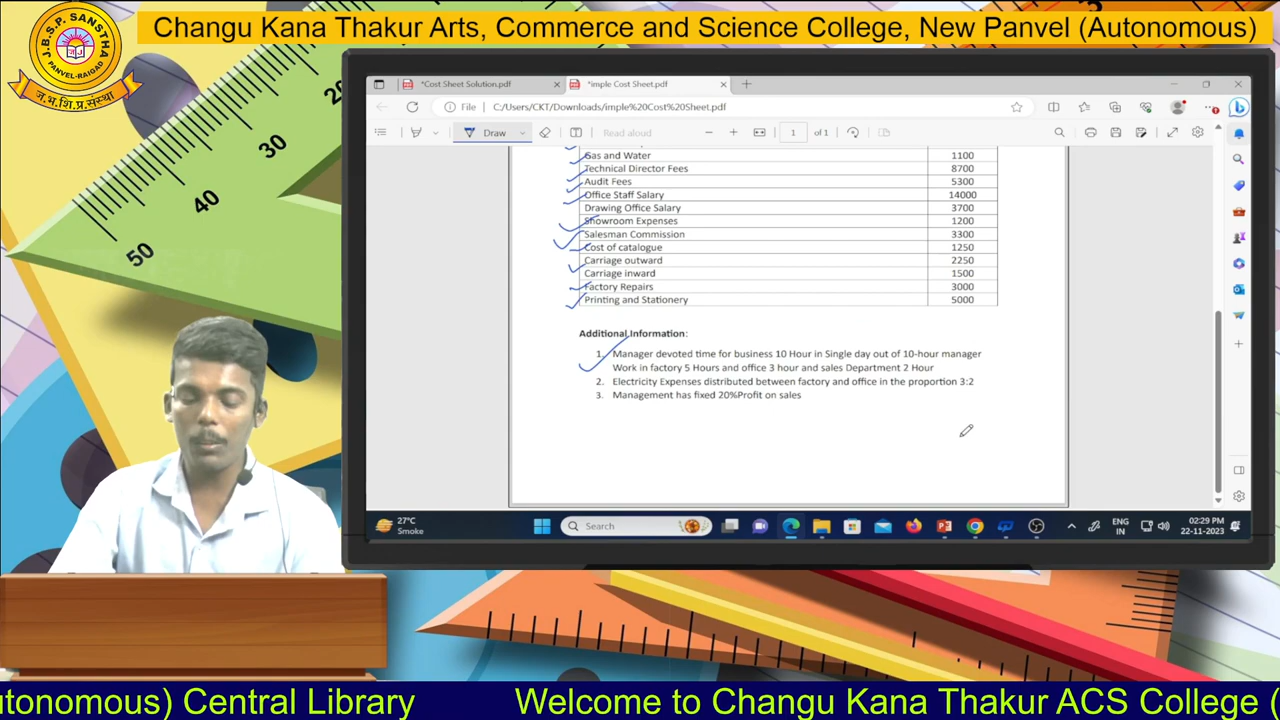 Changu Kana Thakur Arts, Commerce and Science College, New Panvel (Autonomous)
J.B.S.P. SANSTHA
PANVEL-RAIGAD
ज.भ.शि.प्र.संस्था
*Cost Sheet Solution.pdf
*imple Cost Sheet.pdf
File C:/Users/CKT/Downloads/imple%20Cost%20Sheet.pdf
Draw Read aloud 1 of 1
Gas and Water 1100
Technical Director Fees 8700
Audit Fees 5300
Office Staff Salary 14000
Drawing Office Salary 3700
Showroom Expenses 1200
Salesman Commission 3300
Cost of catalogue 1250
Carriage outward 2250
Carriage inward 1500
Factory Repairs 3000
Printing and Stationery 5000
Additional Information:
1. Manager devoted time for business 10 Hour in Single day out of 10-hour manager
Work in factory 5 Hours and office 3 hour and sales Department 2 Hour
2. Electricity Expenses distributed between factory and office in the proportion 3:2
3. Management has fixed 20%Profit on sales
27°C
Smoke
Search
ENG
IN
02:29 PM
22-11-2023
30
40
50
utonomous) Central Library Welcome to Changu Kana Thakur ACS College (